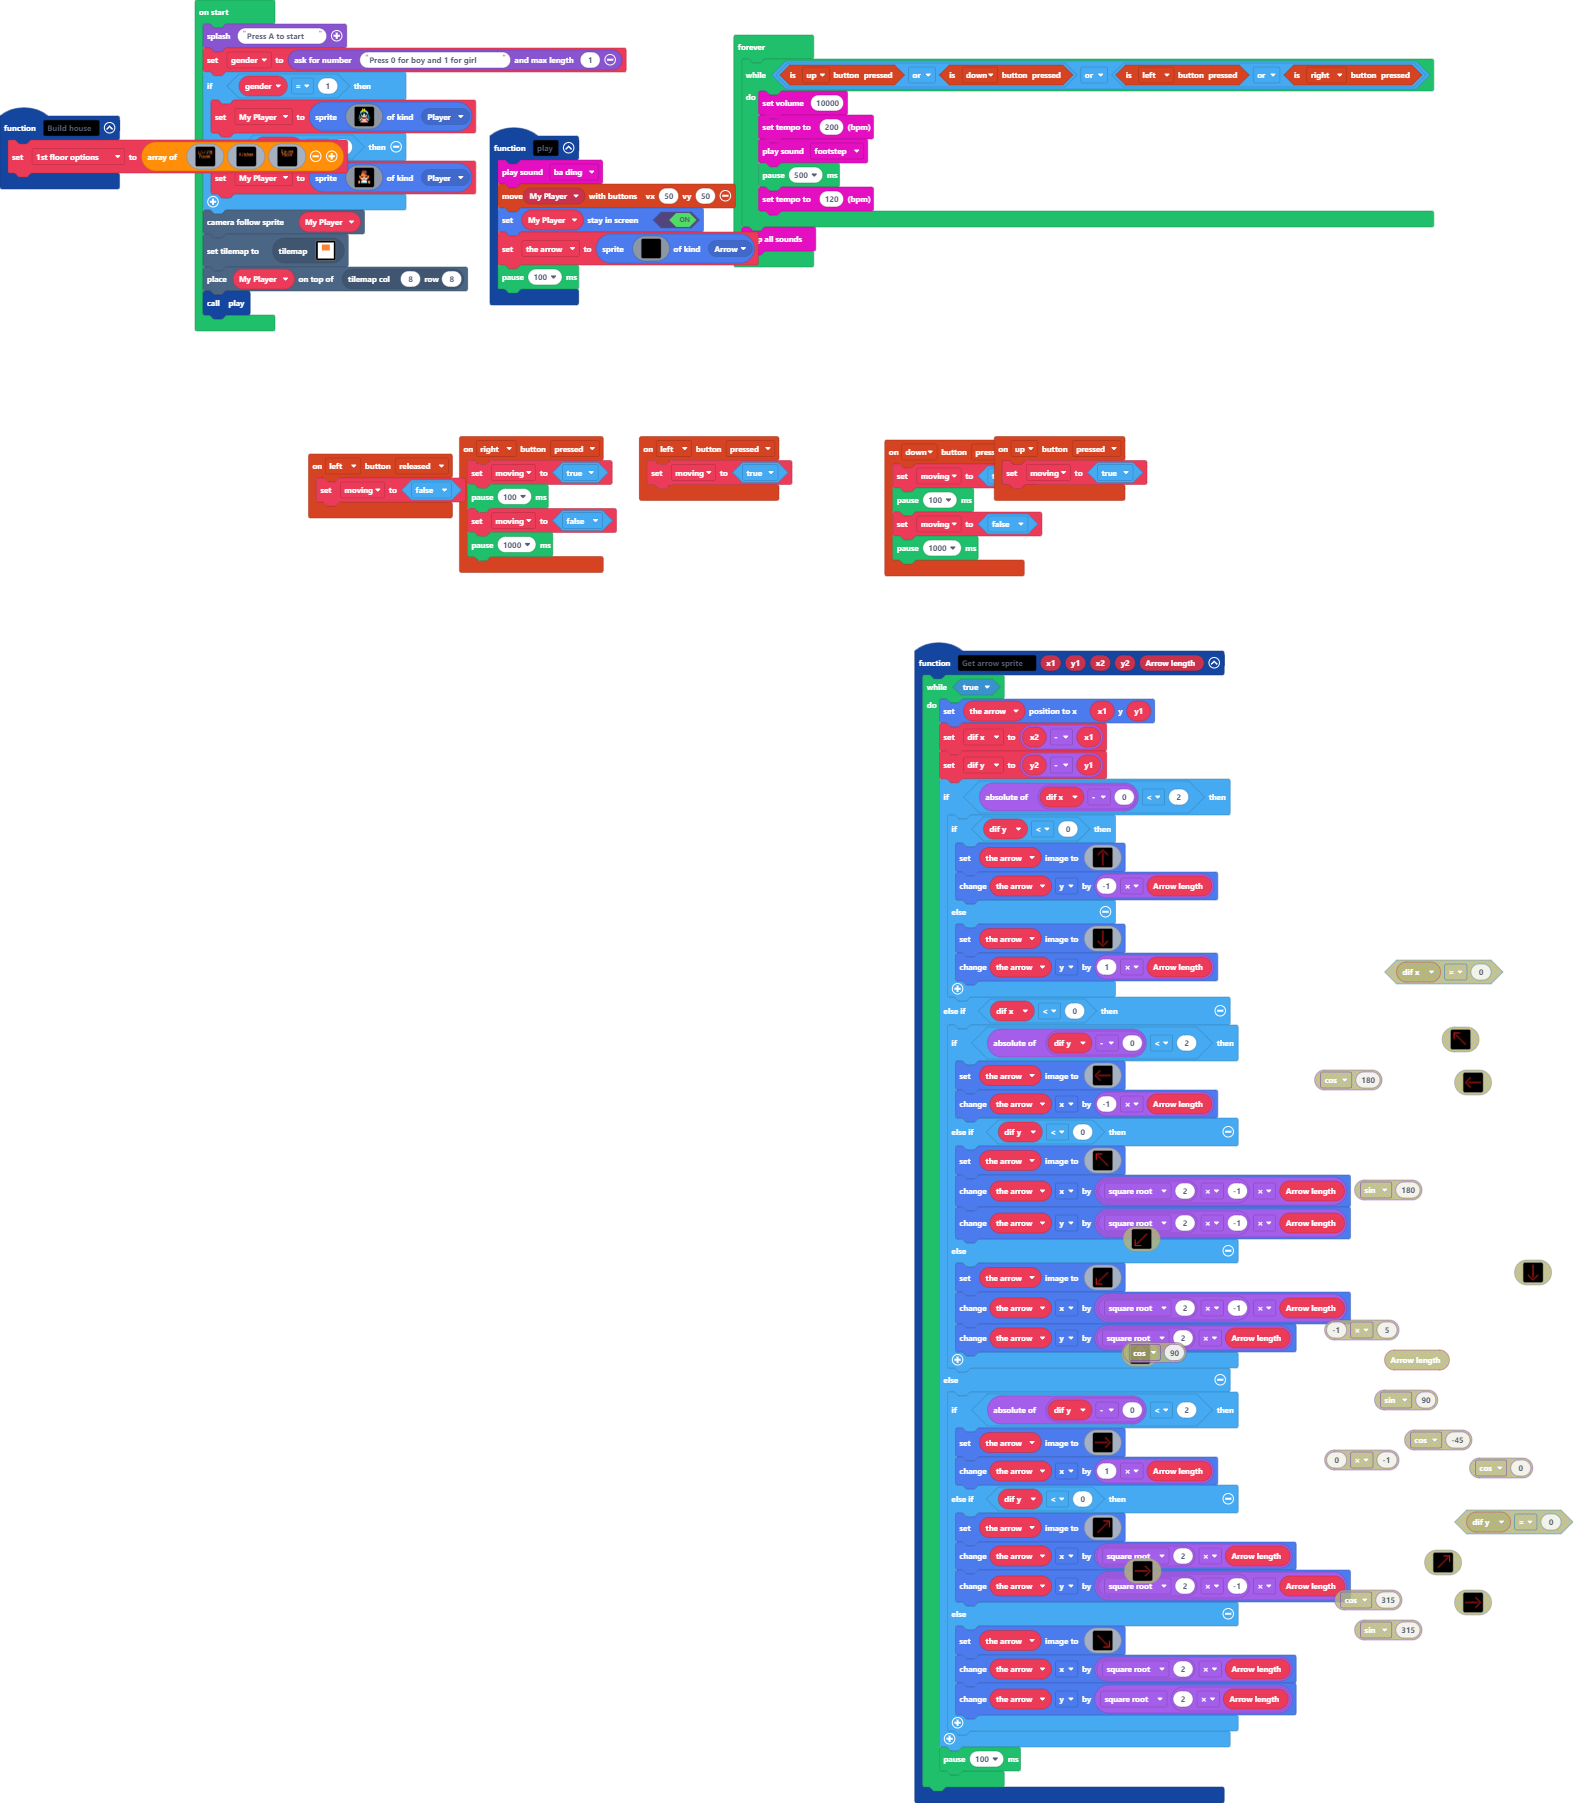 on start
splash "Press A to start"
set gender to ask for number "Press 0 for boy and 1 for girl" and max length 1
if gender = 1 then
set My Player to sprite of kind Player
then
set My Player to sprite of kind Player
camera follow sprite My Player
set tilemap to tilemap
place My Player on top of tilemap col 8 row 8
call play
function Build house
set 1st floor options to array of
function play
play sound ba ding
move My Player with buttons vx 50 vy 50
set My Player stay in screen ON
set the arrow to sprite of kind Arrow
pause 100 ms
forever
while is up button pressed or is down button pressed or is left button pressed or is right button pressed
do
set volume 10000
set tempo to 200 (bpm)
play sound footstep
pause 500 ms
set tempo to 120 (bpm)
p all sounds
on left button released
set moving to false
on right button pressed
set moving to true
pause 100 ms
set moving to false
pause 1000 ms
on left button pressed
set moving to true
on down button press
set moving to
pause 100 ms
set moving to false
pause 1000 ms
on up button pressed
set moving to true
function Get arrow sprite x1 y1 x2 y2 Arrow length
while true
do
set the arrow position to x x1 y y1
set dif x to x2 - x1
set dif y to y2 - y1
if absolute of dif x - 0 < 2 then
if dif y < 0 then
set the arrow image to
change the arrow y by -1 × Arrow length
else
set the arrow image to
change the arrow y by 1 × Arrow length
else if dif x < 0 then
if absolute of dif y - 0 < 2 then
set the arrow image to
change the arrow x by -1 × Arrow length
else if dif y < 0 then
set the arrow image to
change the arrow x by square root 2 × -1 × Arrow length
change the arrow y by square root 2 × -1 × Arrow length
else
set the arrow image to
change the arrow x by square root 2 × -1 × Arrow length
change the arrow y by square root 2 × Arrow length
else
if absolute of dif y - 0 < 2 then
set the arrow image to
change the arrow x by 1 × Arrow length
else if dif y < 0 then
set the arrow image to
change the arrow x by square root 2 × Arrow length
change the arrow y by square root 2 × -1 × Arrow length
else
set the arrow image to
change the arrow x by square root 2 × Arrow length
change the arrow y by square root 2 × Arrow length
pause 100 ms
dif x = 0
cos 180
sin 180
-1 × 5
cos 90
Arrow length
sin 90
cos -45
0 × -1
cos 0
dif y = 0
cos 315
sin 315